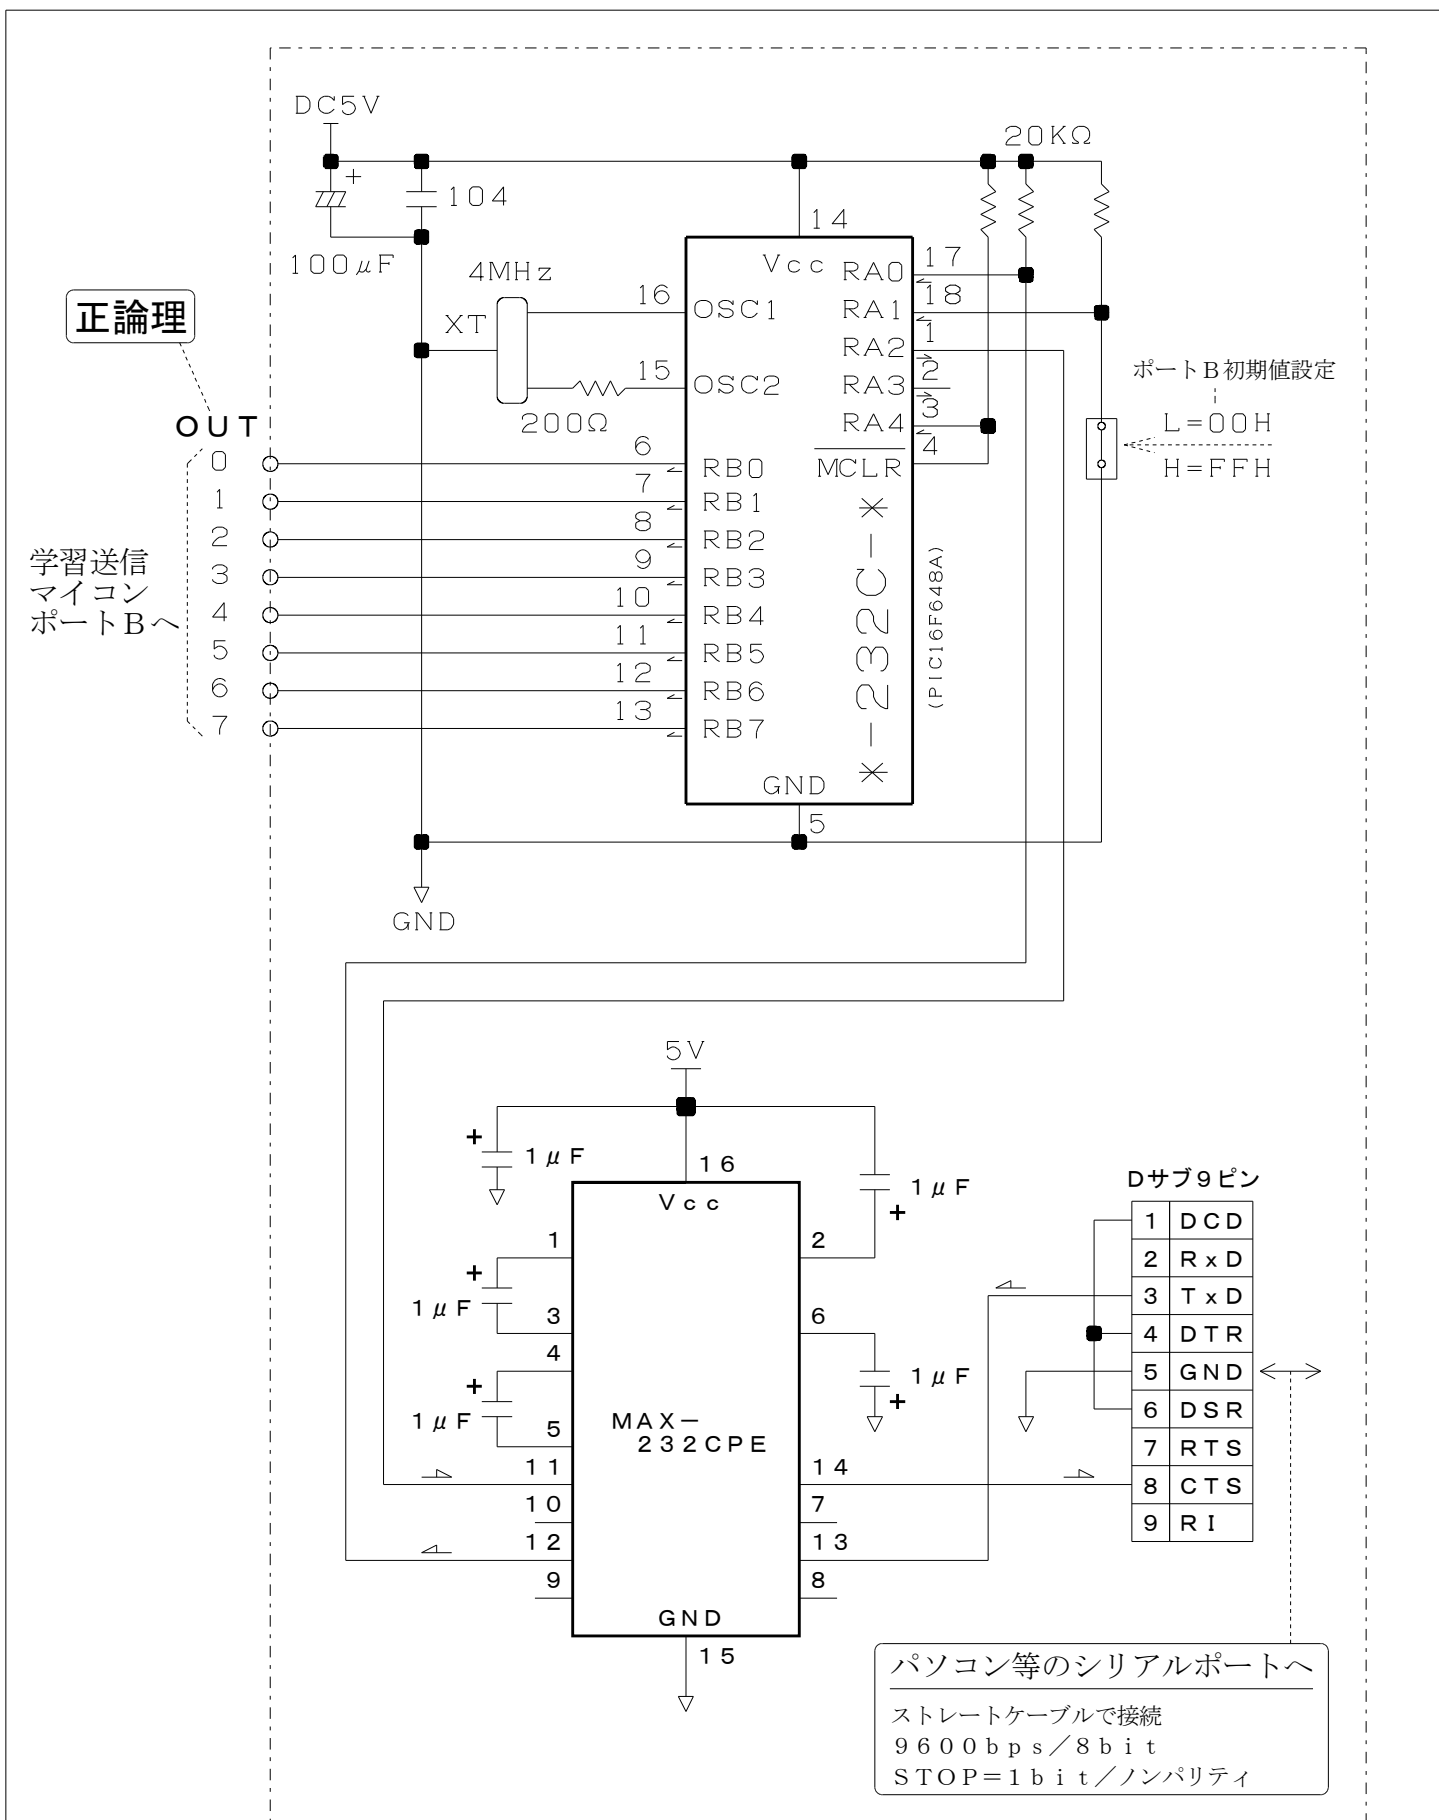 DC5V
20KΩ
+
104
100μF
14
4MHz
Vcc
RA0
17
16
OSC1
RA1
18
XT
RA2
1
正論理
15
OSC2
RA3
2
ポートB初期値設定
200Ω
RA4
3
L=00H
OUT
MCLR
4
H=FFH
0
6
RB0
1
7
RB1
2
8
RB2
3
9
RB3
4
10
RB4
5
11
RB5
6
12
RB6
7
13
RB7
学習送信
マイコン
ポートBへ
*-232C-*
(PIC16F648A)
GND
5
GND
5V
+
1μF
16
Vcc
1μF
+
Dサブ9ピン
1 DCD
2 RxD
3 TxD
4 DTR
5 GND
6 DSR
7 RTS
8 CTS
9 RI
1
2
+
1μF
3
6
4
+
1μF
1μF
+
5
MAX-
232CPE
11
14
10
7
12
13
9
8
GND
15
パソコン等のシリアルポートへ
ストレートケーブルで接続
9600bps/8bit
STOP=1bit/ノンパリティ